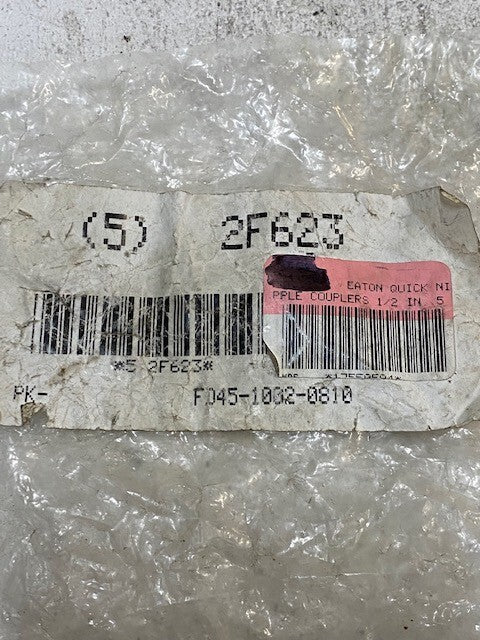 (5) 2F623
EATON QUICK NI
PPLE COUPLERS 1/2 IN 5
*5 2F623*
PK- FD45-1002-0810